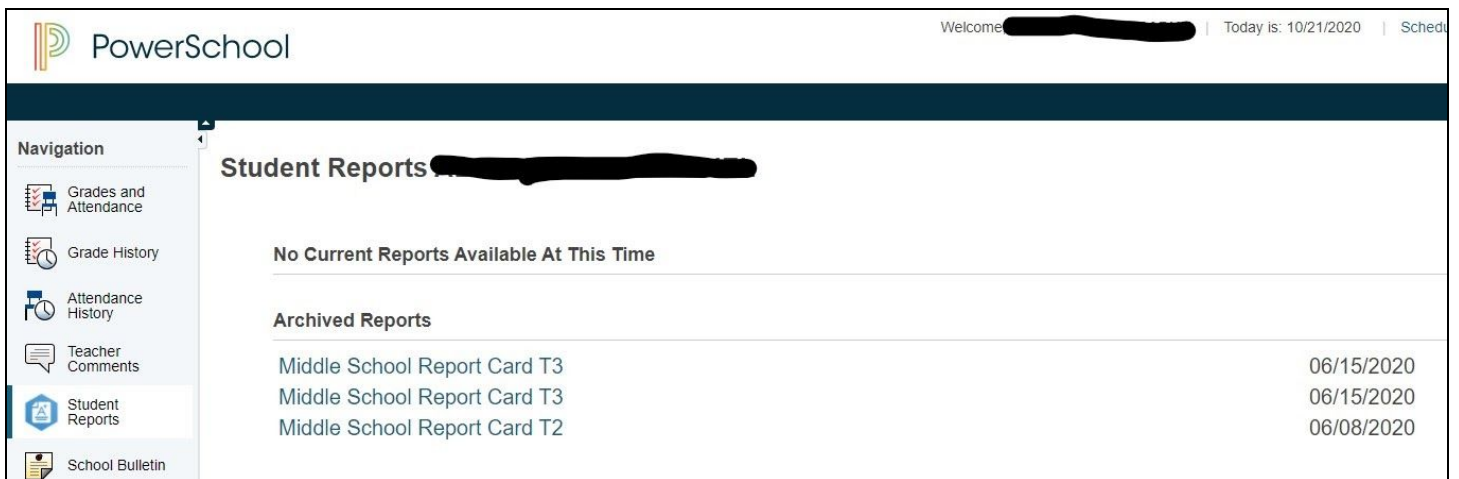 PowerSchool
Welcome
Today is: 10/21/2020
Navigation
Student Reports
Grades and
Attendance
Grade History
No Current Reports Available At This Time
Attendance
History
Archived Reports
Teacher
Comments
Middle School Report Card T3 06/15/2020
Middle School Report Card T3 06/15/2020
Student
Reports
Middle School Report Card T2 06/08/2020
School Bulletin